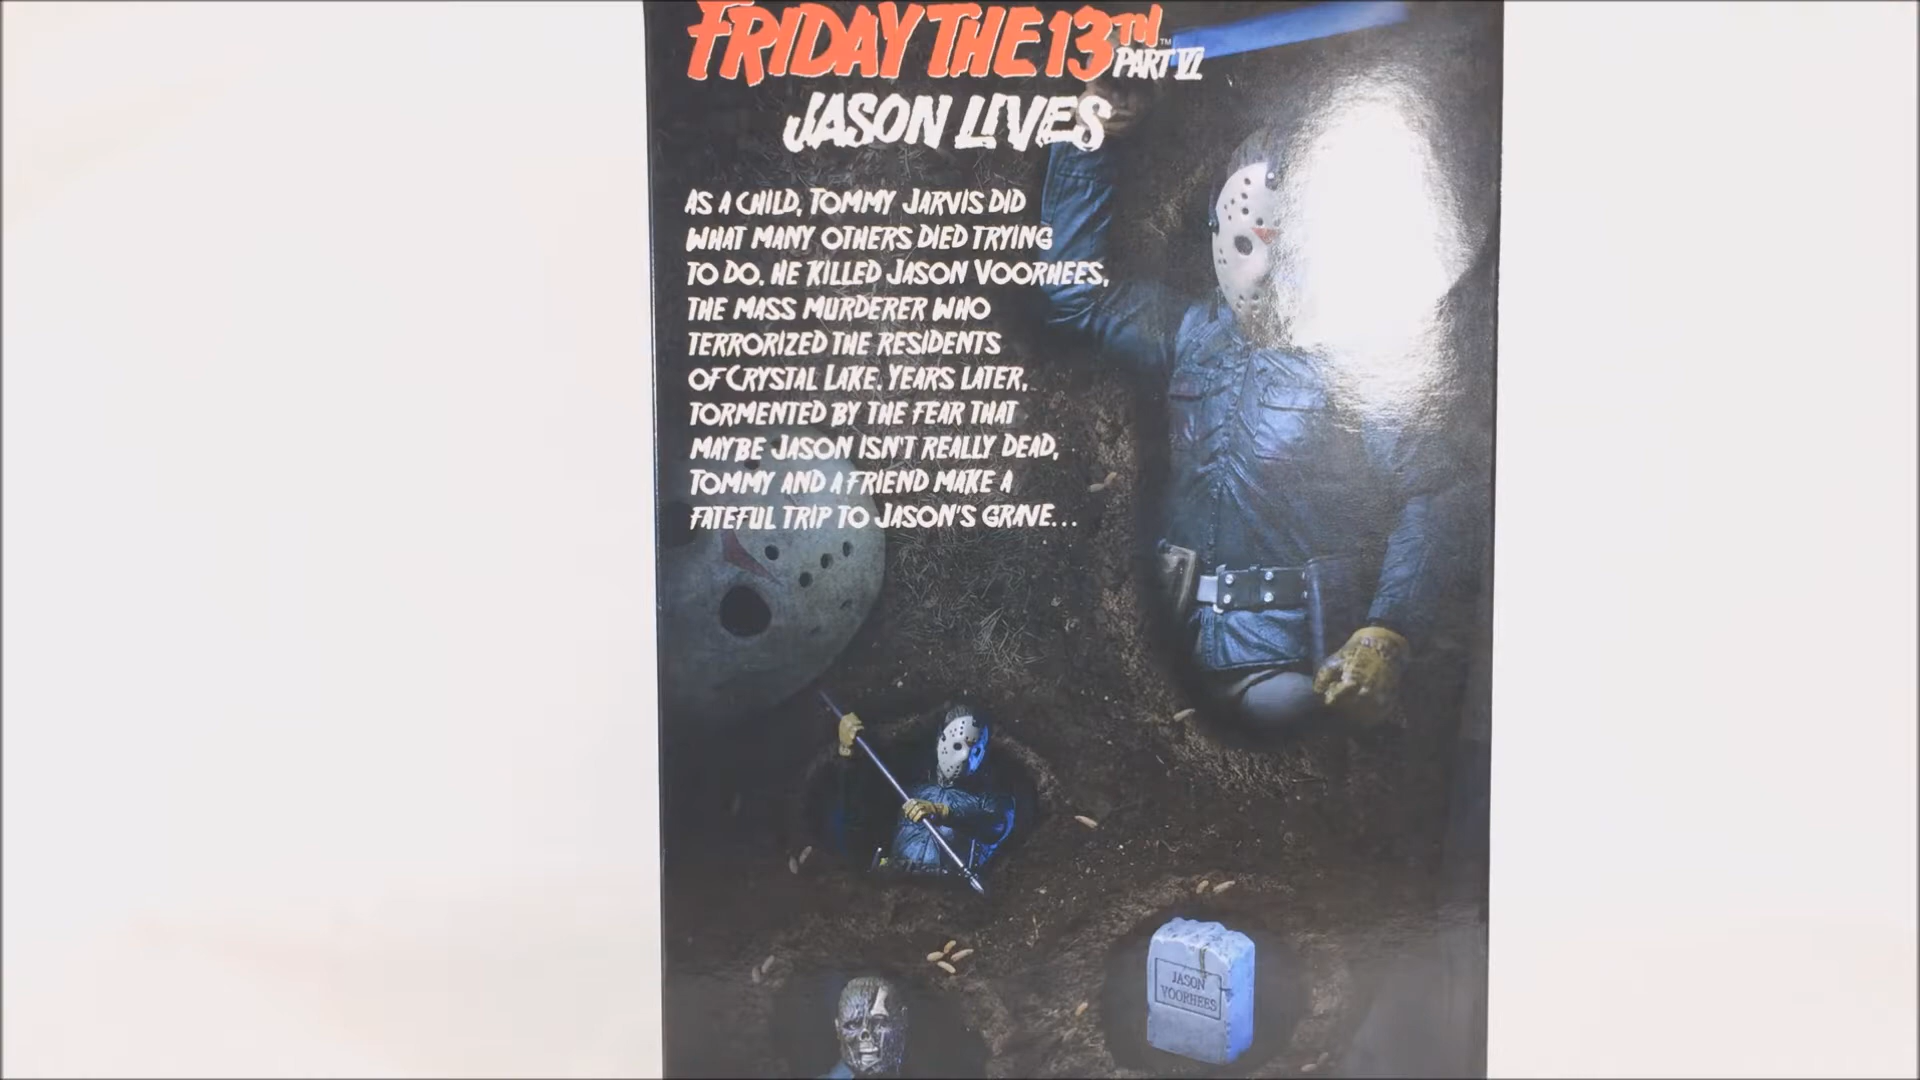 FRIDAY THE 13TH™ PART VI
JASON LIVES
AS A CHILD, TOMMY JARVIS DID
WHAT MANY OTHERS DIED TRYING
TO DO. HE KILLED JASON VOORHEES,
THE MASS MURDERER WHO
TERRORIZED THE RESIDENTS
OF CRYSTAL LAKE. YEARS LATER,
TORMENTED BY THE FEAR THAT
MAYBE JASON ISN'T REALLY DEAD,
TOMMY AND A FRIEND MAKE A
FATEFUL TRIP TO JASON'S GRAVE...
JASON
VOORHEES